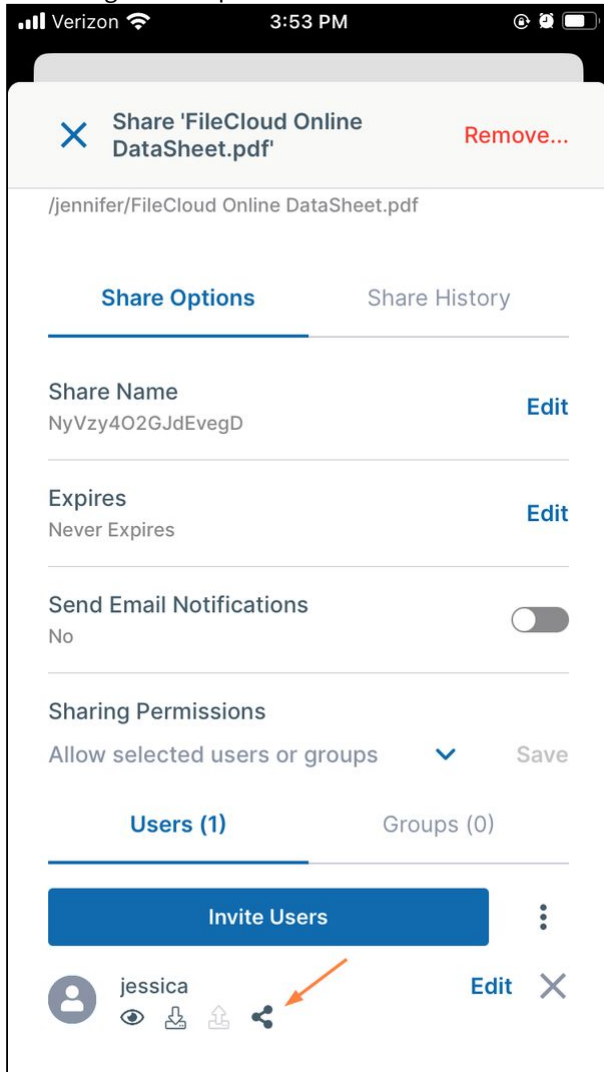 Verizon 3:53 PM
Share 'FileCloud Online
DataSheet.pdf'
Remove...
/jennifer/FileCloud Online DataSheet.pdf
Share Options Share History
Share Name
NyVzy4O2GJdEvegD
Edit
Expires
Never Expires
Edit
Send Email Notifications
No
Sharing Permissions
Allow selected users or groups Save
Users (1) Groups (0)
Invite Users
jessica
Edit